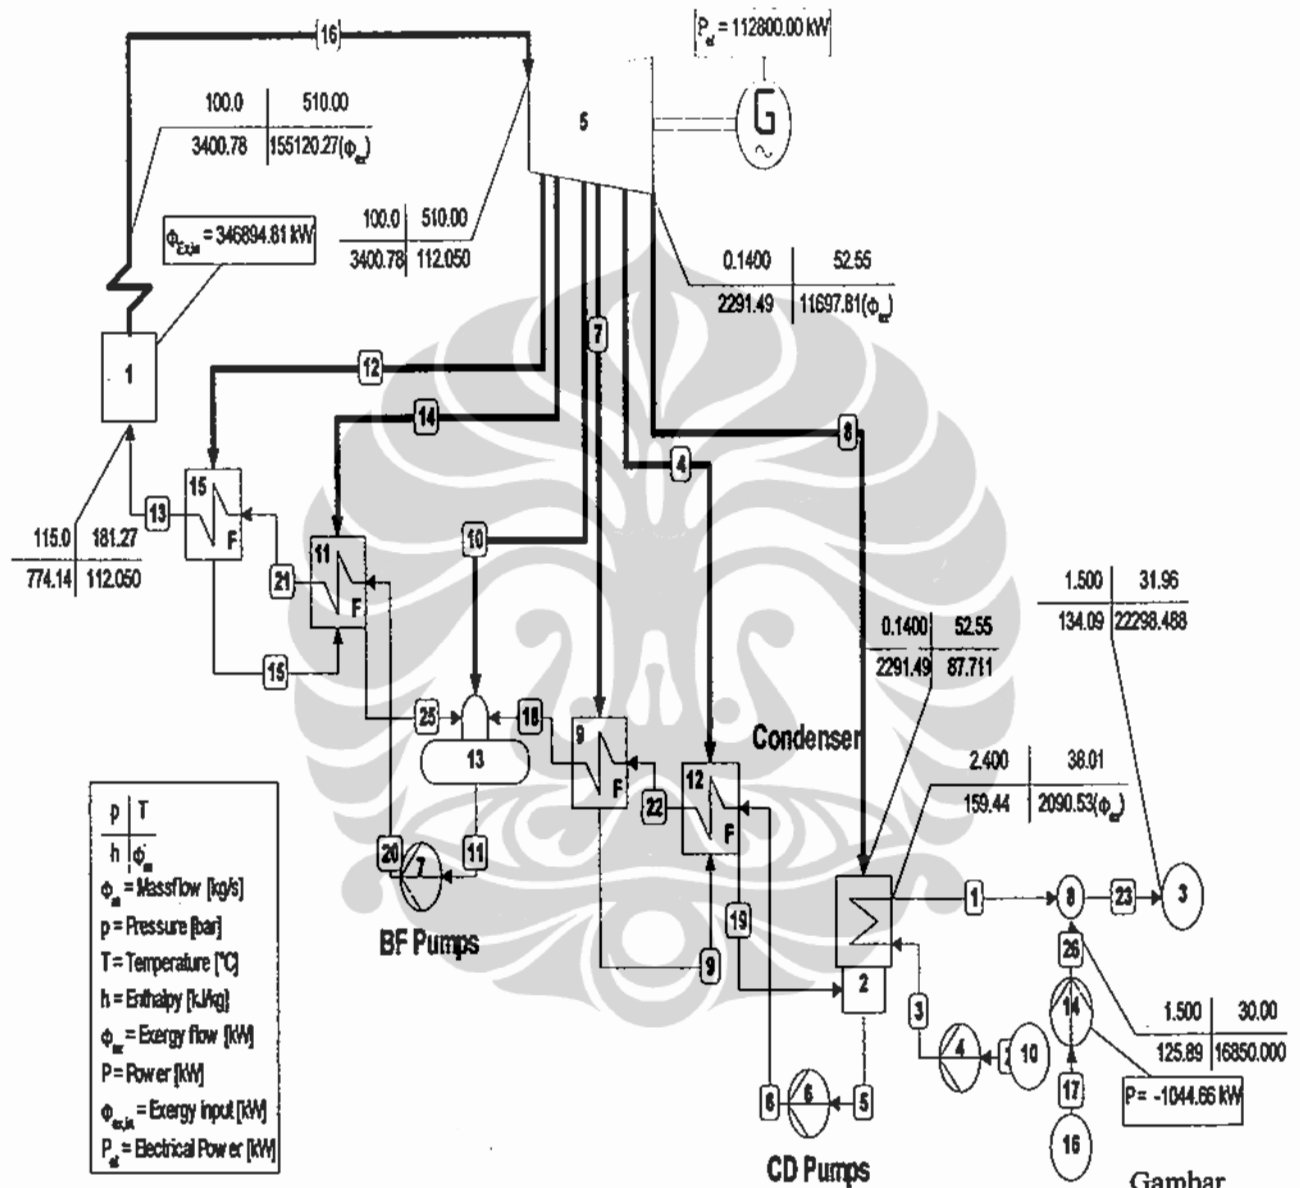 16
P_el = 112800.00 kW
G
5
100.0 510.00
3400.78 155120.27(ϕ_ex)
ϕ_Ex,in = 346894.81 kW
100.0 510.00
3400.78 112.050
0.1400 52.55
2291.49 11697.81(ϕ_ex)
7
1
12
14
8
4
15
F
13
115.0 181.27
774.14 112.050
21
11
F
10
15
25
18
13
9
F
22
12
F
Condenser
0.1400 52.55
2291.49 87.711
1.500 31.96
134.09 22298.488
2.400 38.01
159.44 2090.53(ϕ_ex)
20
7
11
BF Pumps
19
9
1
8
23
3
26
2
3
4
10
14
1.500 30.00
125.89 16850.000
17
P = -1044.66 kW
16
6
6
5
CD Pumps
p T
h ϕ_m
ϕ_m = Massflow [kg/s]
p = Pressure [bar]
T = Temperature [°C]
h = Enthalpy [kJ/kg]
ϕ_ex = Exergy flow [kW]
P = Power [kW]
ϕ_ex,in = Exergy input [kW]
P_el = Electrical Power [kW]
Gambar